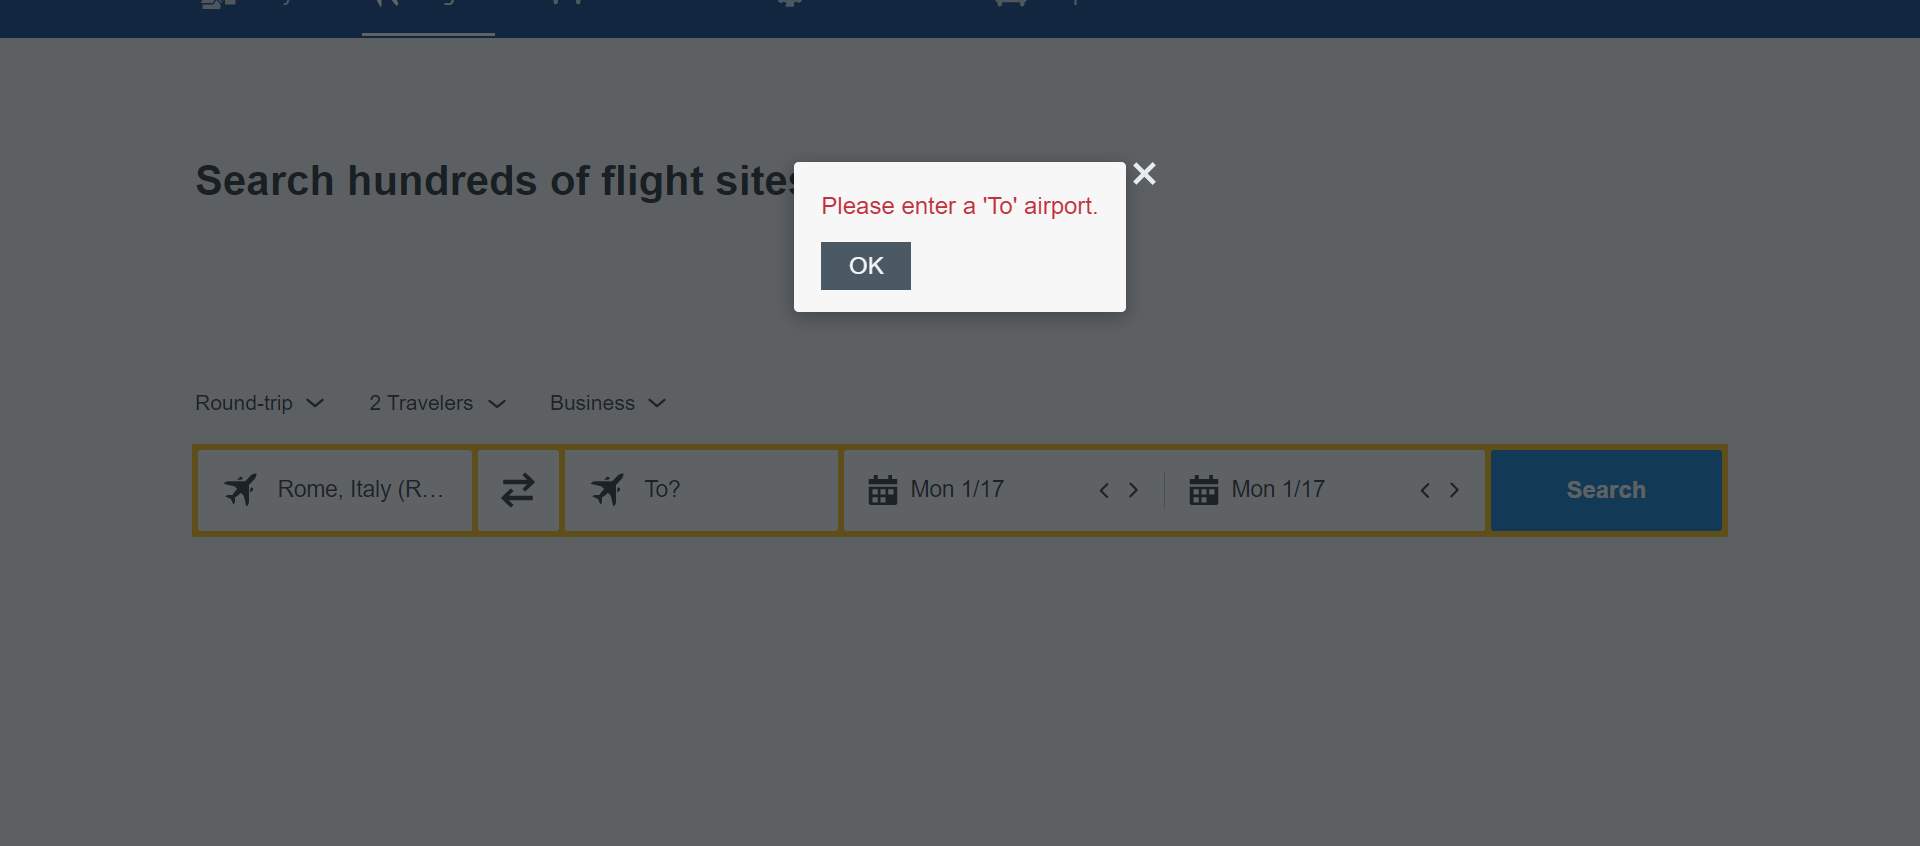 Search hundreds of flight sites
Please enter a 'To' airport.
OK
Round-trip
2 Travelers
Business
Rome, Italy (R...
To?
Mon 1/17
Mon 1/17
Search